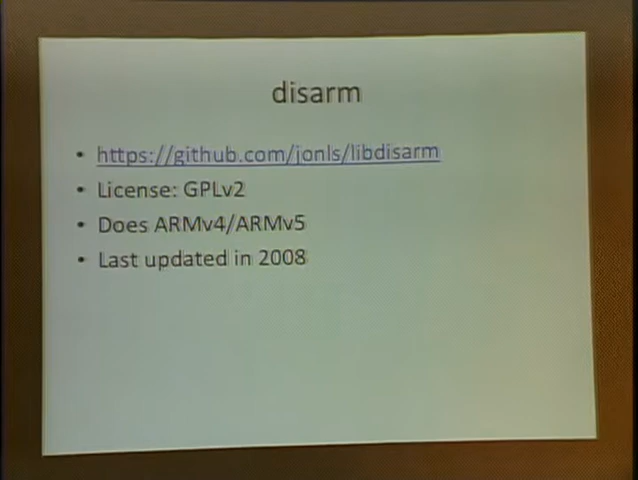 disarm
• https://github.com/jonls/libdisarm
• License: GPLv2
• Does ARMv4/ARMv5
• Last updated in 2008